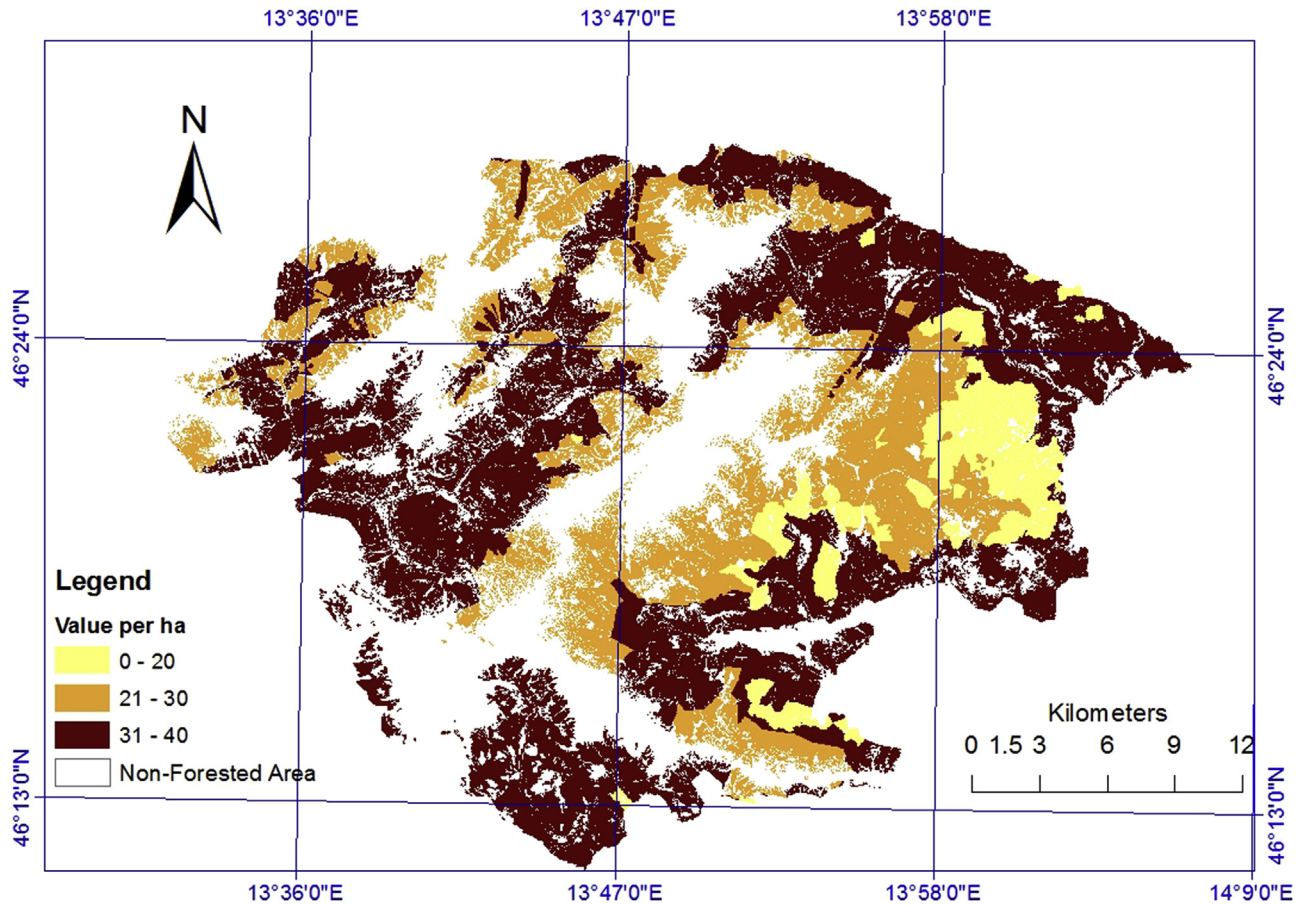 13°36'0"E 13°47'0"E 13°58'0"E
N
46°24'0"N
46°24'0"N
Legend
Value per ha
0 - 20
21 - 30
31 - 40
Non-Forested Area
Kilometers
0 1.5 3 6 9 12
46°13'0"N
46°13'0"N
13°36'0"E 13°47'0"E 13°58'0"E 14°9'0"E